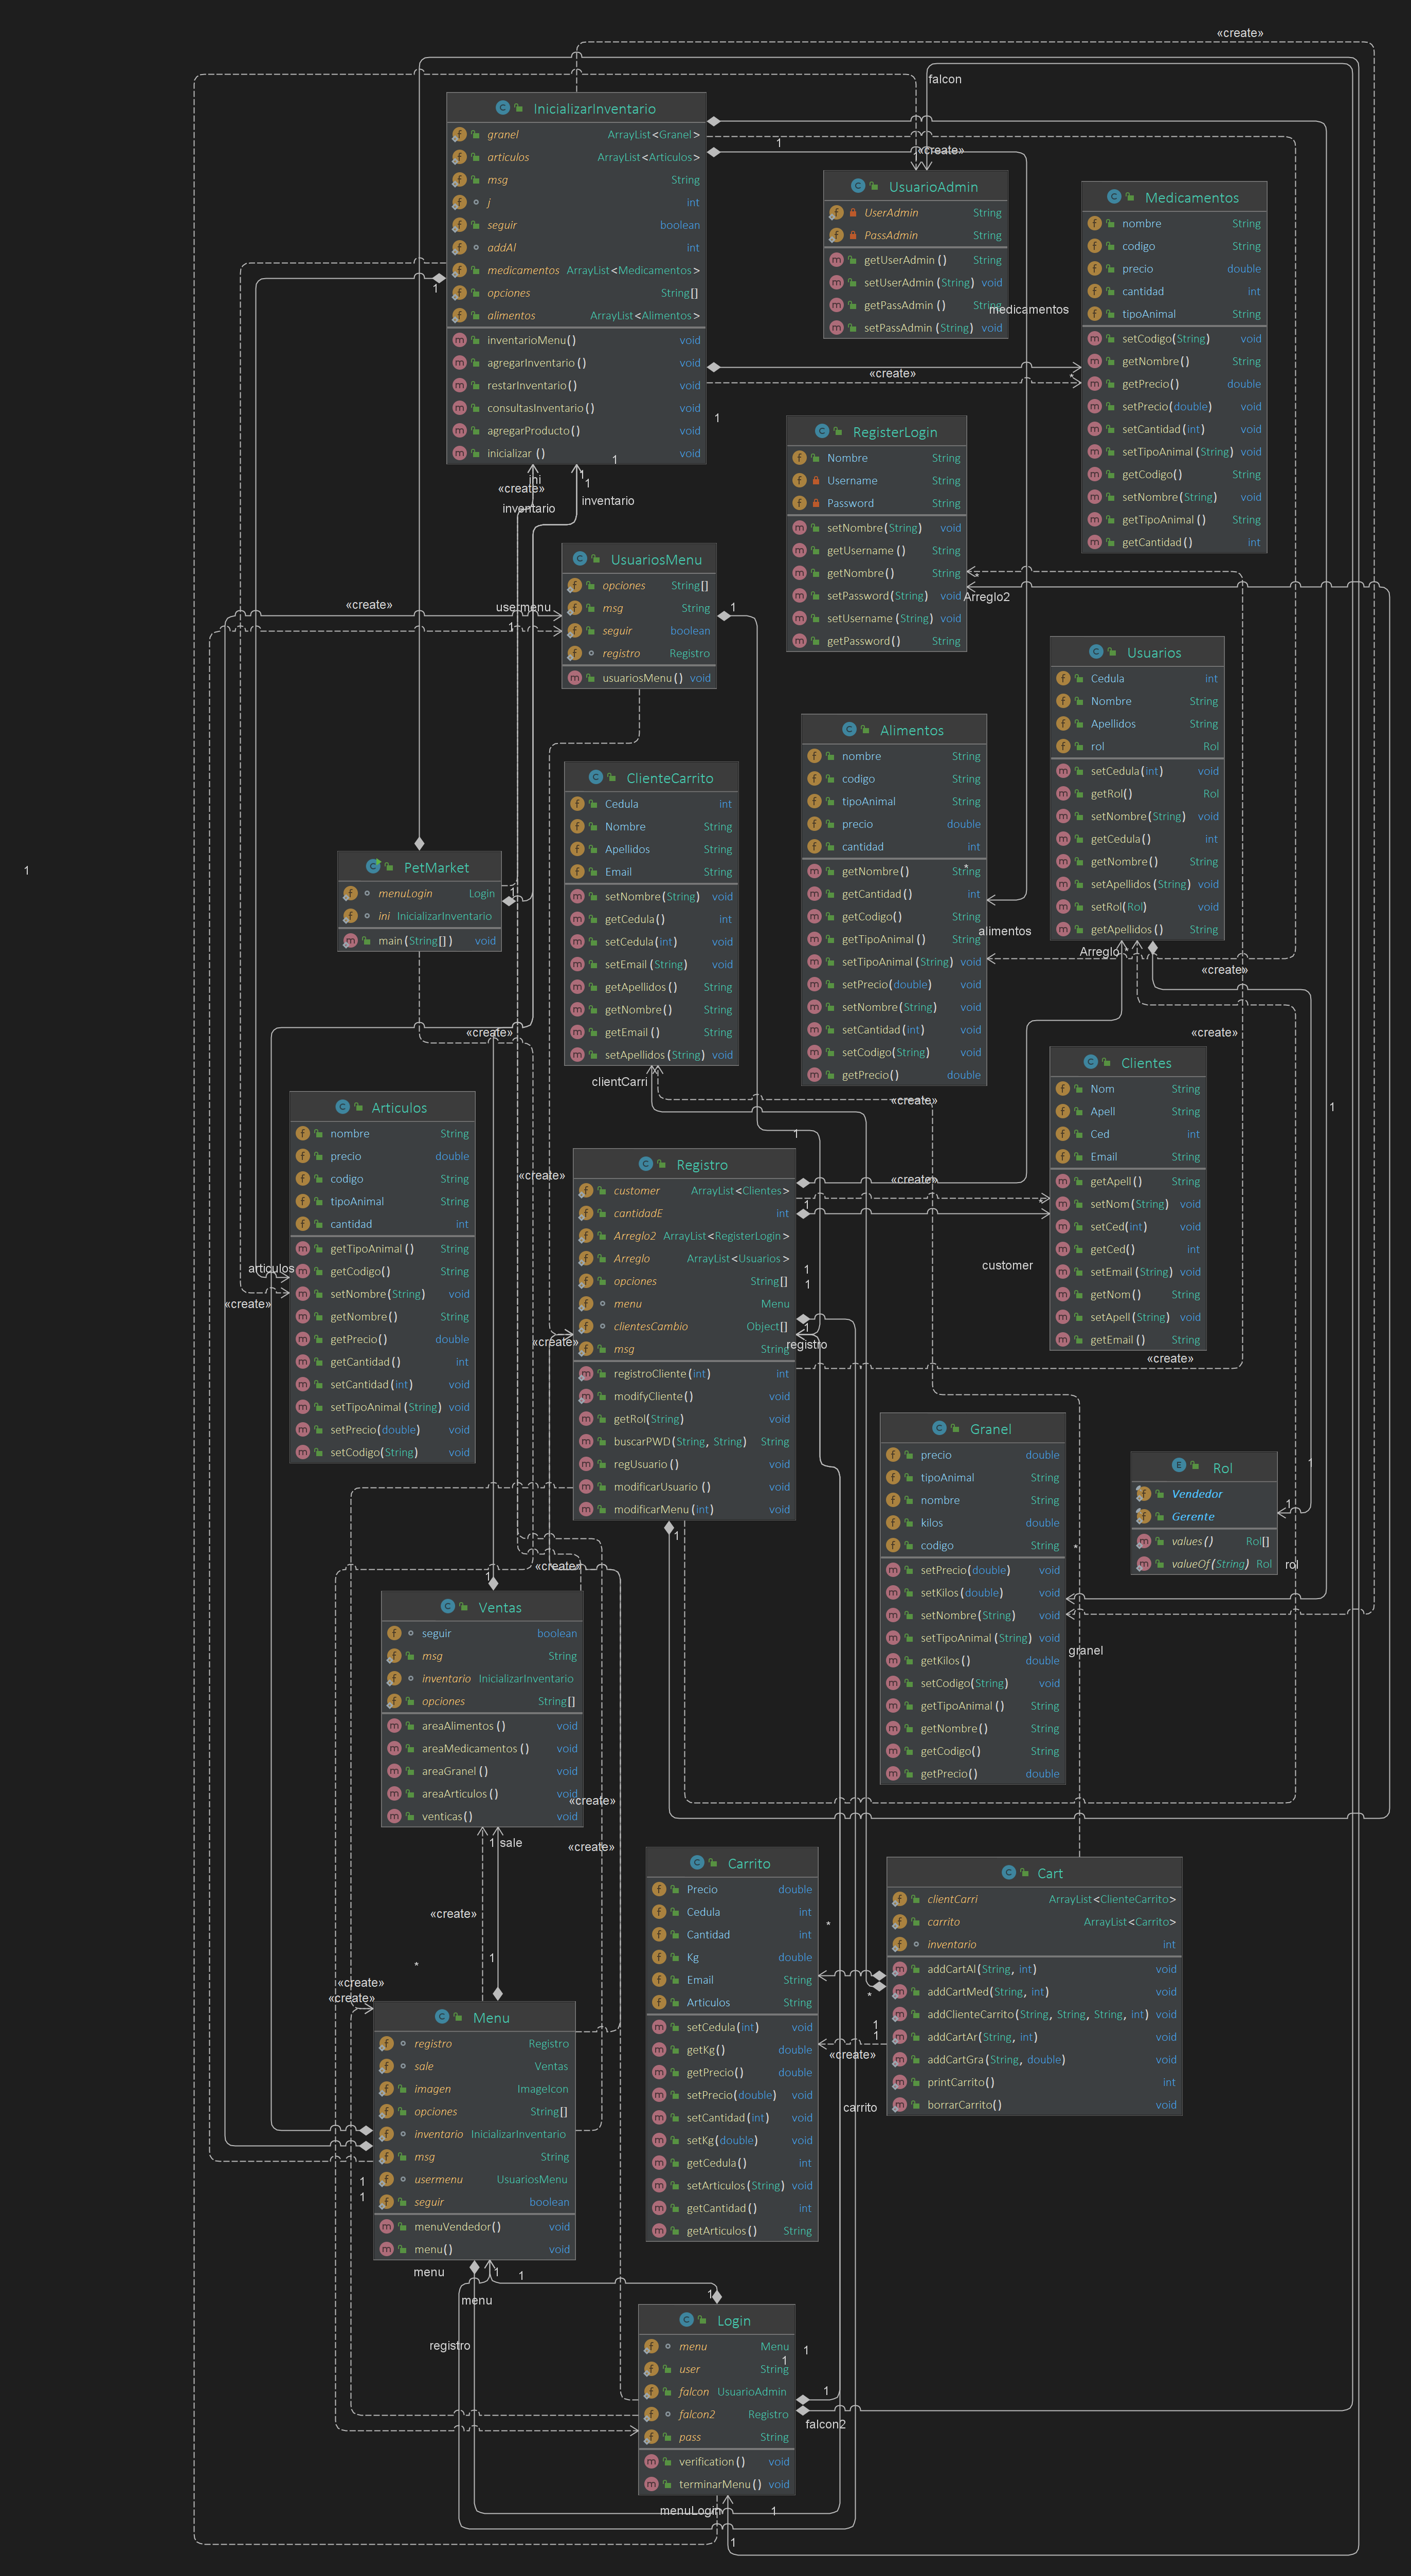 «create»
falcon
InicializarInventario
granel ArrayList<Granel>
articulos ArrayList<Articulos>
msg String
j int
seguir boolean
addAl int
medicamentos ArrayList<Medicamentos>
opciones String[]
alimentos ArrayList<Alimentos>
inventarioMenu() void
agregarInventario() void
restarInventario() void
consultasInventario() void
agregarProducto() void
inicializar() void
1
«create»
UsuarioAdmin
UserAdmin String
PassAdmin String
getUserAdmin() String
setUserAdmin(String) void
getPassAdmin() String
setPassAdmin(String) void
Medicamentos
nombre String
codigo String
precio double
cantidad int
tipoAnimal String
setCodigo(String) void
getNombre() String
getPrecio() double
setPrecio(double) void
setCantidad(int) void
setTipoAnimal(String) void
getCodigo() String
setNombre(String) void
getTipoAnimal() String
getCantidad() int
1
medicamentos
«create»
*
1
1
RegisterLogin
Nombre String
Username String
Password String
setNombre(String) void
getUsername() String
getNombre() String
setPassword(String) void
setUsername(String) void
getPassword() String
*
Arreglo2
ini
1
«create»
1
inventario
inventario
UsuariosMenu
opciones String[]
msg String
seguir boolean
registro Registro
usuariosMenu() void
«create»
usermenu
1
1
Usuarios
Cedula int
Nombre String
Apellidos String
rol Rol
setCedula(int) void
getRol() Rol
setNombre(String) void
getCedula() int
getNombre() String
setApellidos(String) void
setRol(Rol) void
getApellidos() String
Alimentos
nombre String
codigo String
tipoAnimal String
precio double
cantidad int
getNombre() String
getCantidad() int
getCodigo() String
getTipoAnimal() String
setTipoAnimal(String) void
setPrecio(double) void
setNombre(String) void
setCantidad(int) void
setCodigo(String) void
getPrecio() double
*
alimentos
ClienteCarrito
Cedula int
Nombre String
Apellidos String
Email String
setNombre(String) void
getCedula() int
setCedula(int) void
setEmail(String) void
getApellidos() String
getNombre() String
getEmail() String
setApellidos(String) void
clientCarri
1
PetMarket
menuLogin Login
ini InicializarInventario
main(String[]) void
1
Arreglo
*
«create»
«create»
«create»
Clientes
Nom String
Apell String
Ced int
Email String
getApell() String
setNom(String) void
setCed(int) void
getCed() int
setEmail(String) void
getNom() String
setApell(String) void
getEmail() String
«create»
1
1
Articulos
nombre String
precio double
codigo String
tipoAnimal String
cantidad int
getTipoAnimal() String
getCodigo() String
setNombre(String) void
getNombre() String
getPrecio() double
getCantidad() int
setCantidad(int) void
setTipoAnimal(String) void
setPrecio(double) void
setCodigo(String) void
articulos
«create»
«create»
Registro
customer ArrayList<Clientes>
cantidadE int
Arreglo2 ArrayList<RegisterLogin>
Arreglo ArrayList<Usuarios>
opciones String[]
menu Menu
clientesCambio Object[]
msg String
registroCliente(int) int
modifyCliente() void
getRol(String) void
buscarPWD(String, String) String
regUsuario() void
modificarUsuario() void
modificarMenu(int) void
«create»
1
*
customer
1
1
1
registro
«create»
«create»
1
Granel
precio double
tipoAnimal String
nombre String
kilos double
codigo String
setPrecio(double) void
setKilos(double) void
setNombre(String) void
setTipoAnimal(String) void
getKilos() double
setCodigo(String) void
getTipoAnimal() String
getNombre() String
getCodigo() String
getPrecio() double
*
granel
Rol
Vendedor
Gerente
values() Rol[]
valueOf(String) Rol
1
1
rol
«create»
1
Ventas
seguir boolean
msg String
inventario InicializarInventario
opciones String[]
areaAlimentos() void
areaMedicamentos() void
areaGranel() void
areaArticulos() void
venticas() void
«create»
1 sale
«create»
«create»
1
*
Carrito
Precio double
Cedula int
Cantidad int
Kg double
Email String
Articulos String
setCedula(int) void
getKg() double
getPrecio() double
setPrecio(double) void
setCantidad(int) void
setKg(double) void
getCedula() int
setArticulos(String) void
getCantidad() int
getArticulos() String
*
*
1
1
«create»
carrito
Cart
clientCarri ArrayList<ClienteCarrito>
carrito ArrayList<Carrito>
inventario int
addCartAl(String, int) void
addCartMed(String, int) void
addClienteCarrito(String, String, String, int) void
addCartAr(String, int) void
addCartGra(String, double) void
printCarrito() int
borrarCarrito() void
«create»
«create»
Menu
registro Registro
sale Ventas
imagen ImageIcon
opciones String[]
inventario InicializarInventario
msg String
usermenu UsuariosMenu
seguir boolean
menuVendedor() void
menu() void
1
1
menu
1
1
1
menu
registro
Login
menu Menu
user String
falcon UsuarioAdmin
falcon2 Registro
pass String
verification() void
terminarMenu() void
1
1
1
falcon2
menuLogin
1
1